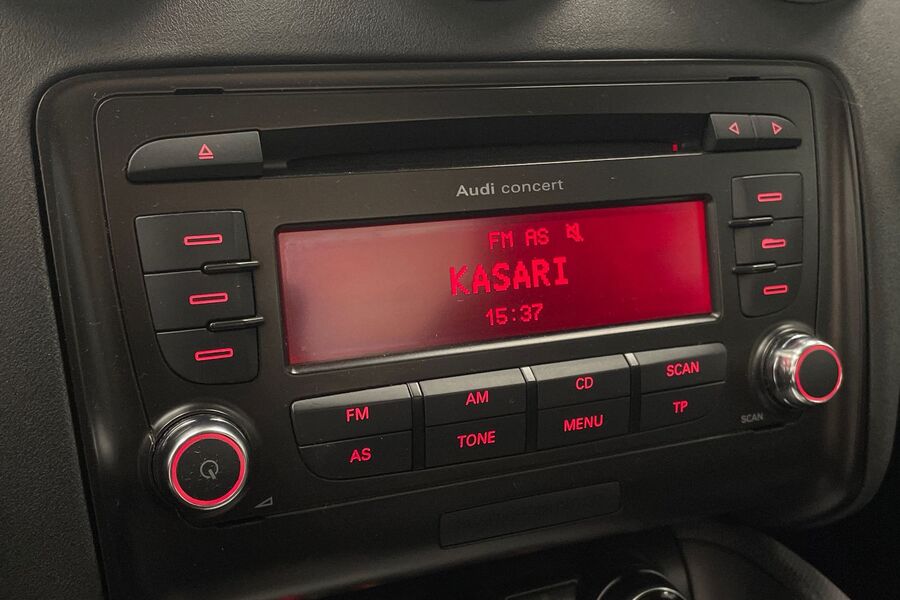 Audi concert
FM AS
KASARI
15:37
FM
AM
CD
SCAN
AS
TONE
MENU
TP
SCAN